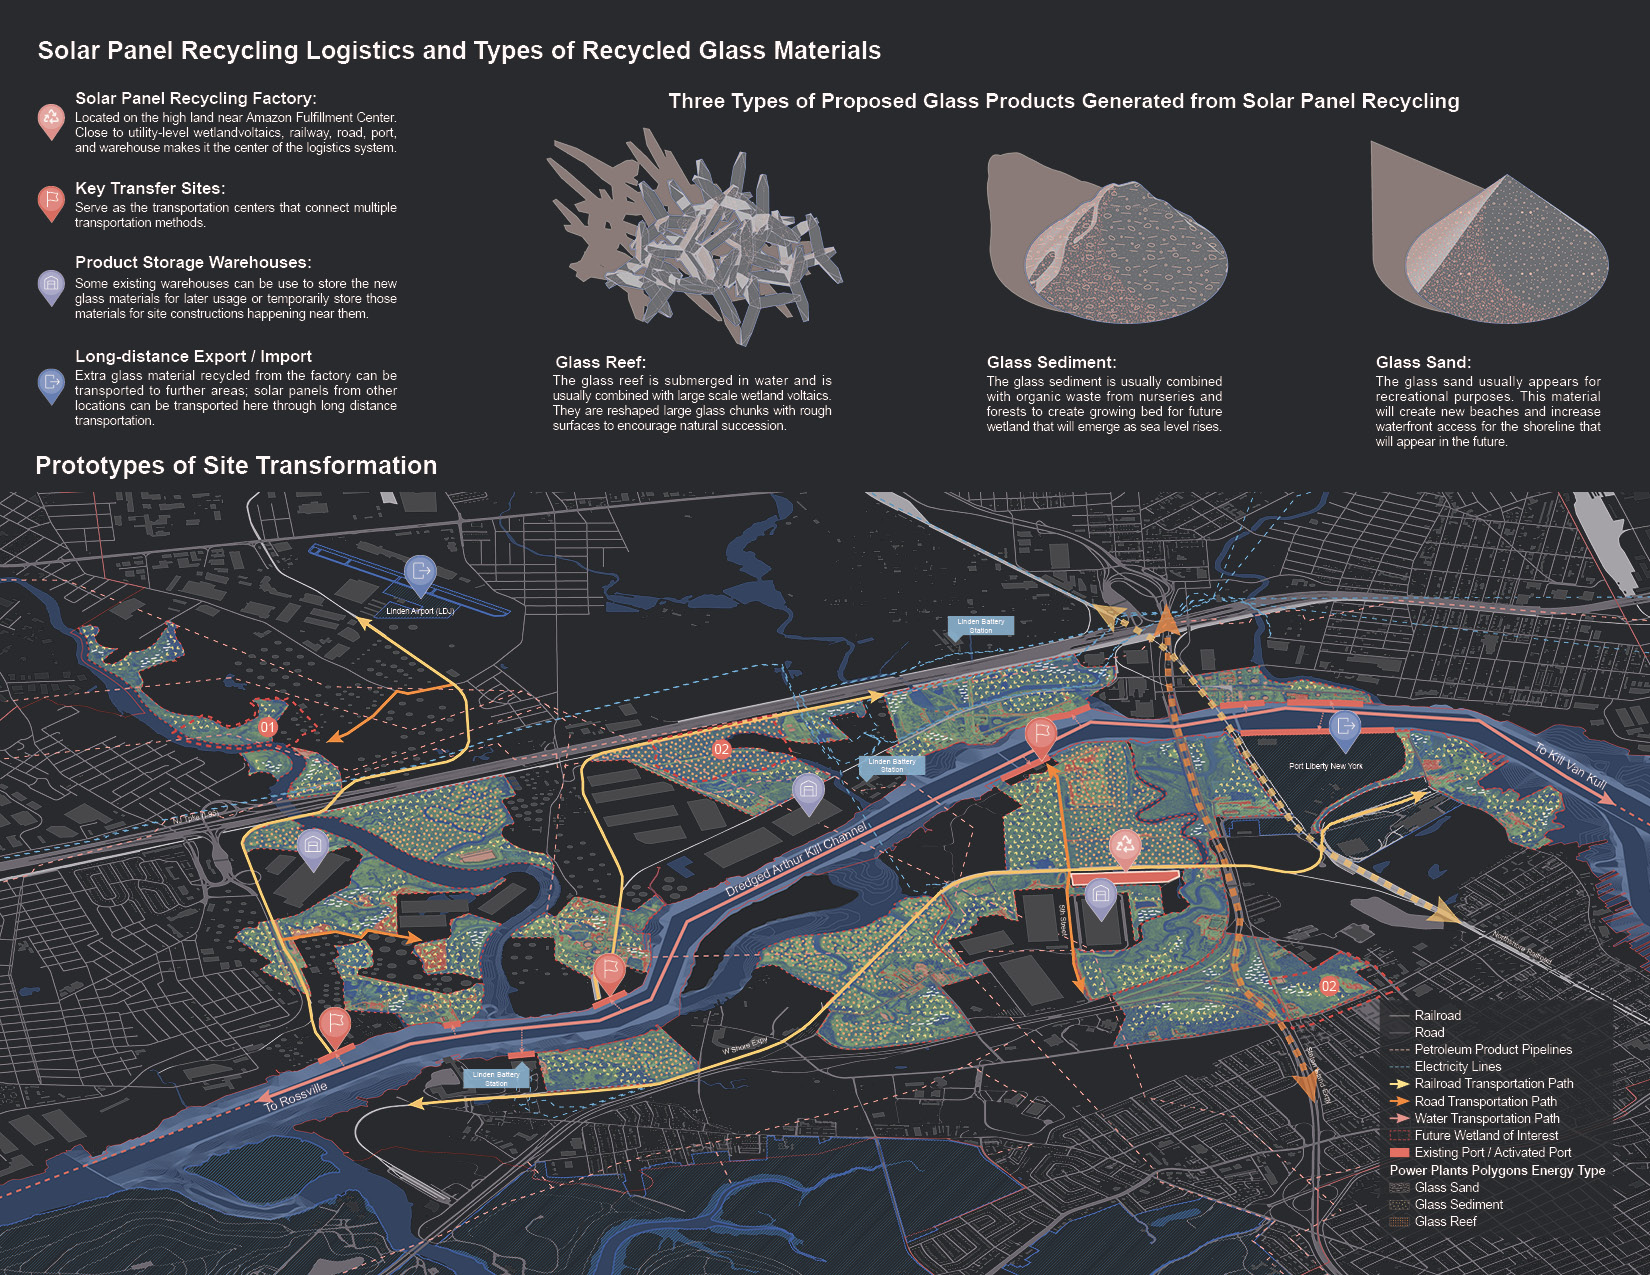 Solar Panel Recycling Logistics and Types of Recycled Glass Materials
Solar Panel Recycling Factory:
Located on the high land near Amazon Fulfillment Center.
Close to utility-level wetlandvoltaics, railway, road, port,
and warehouse makes it the center of the logistics system.
Key Transfer Sites:
Serve as the transportation centers that connect multiple
transportation methods.
Product Storage Warehouses:
Some existing warehouses can be use to store the new
glass materials for later usage or temporarily store those
materials for site constructions happening near them.
Long-distance Export / Import
Extra glass material recycled from the factory can be
transported to further areas; solar panels from other
locations can be transported here through long distance
transportation.
Three Types of Proposed Glass Products Generated from Solar Panel Recycling
Glass Reef:
The glass reef is submerged in water and is
usually combined with large scale wetland voltaics.
They are reshaped large glass chunks with rough
surfaces to encourage natural succession.
Glass Sediment:
The glass sediment is usually combined
with organic waste from nurseries and
forests to create growing bed for future
wetland that will emerge as sea level rises.
Glass Sand:
The glass sand usually appears for
recreational purposes. This material
will create new beaches and increase
waterfront access for the shoreline that
will appear in the future.
Prototypes of Site Transformation
Linden Airport (LDJ)
Linden Battery
Station
01
02
Linden Battery
Station
Port Liberty New York
To Kill Van Kull
Dredged Arthur Kill Channel
5th Street
Northshore Railroad
02
W Shore Expy
Linden Battery
Station
To Rossville
Railroad
Road
Petroleum Product Pipelines
Electricity Lines
Railroad Transportation Path
Road Transportation Path
Water Transportation Path
Future Wetland of Interest
Existing Port / Activated Port
Power Plants Polygons Energy Type
Glass Sand
Glass Sediment
Glass Reef